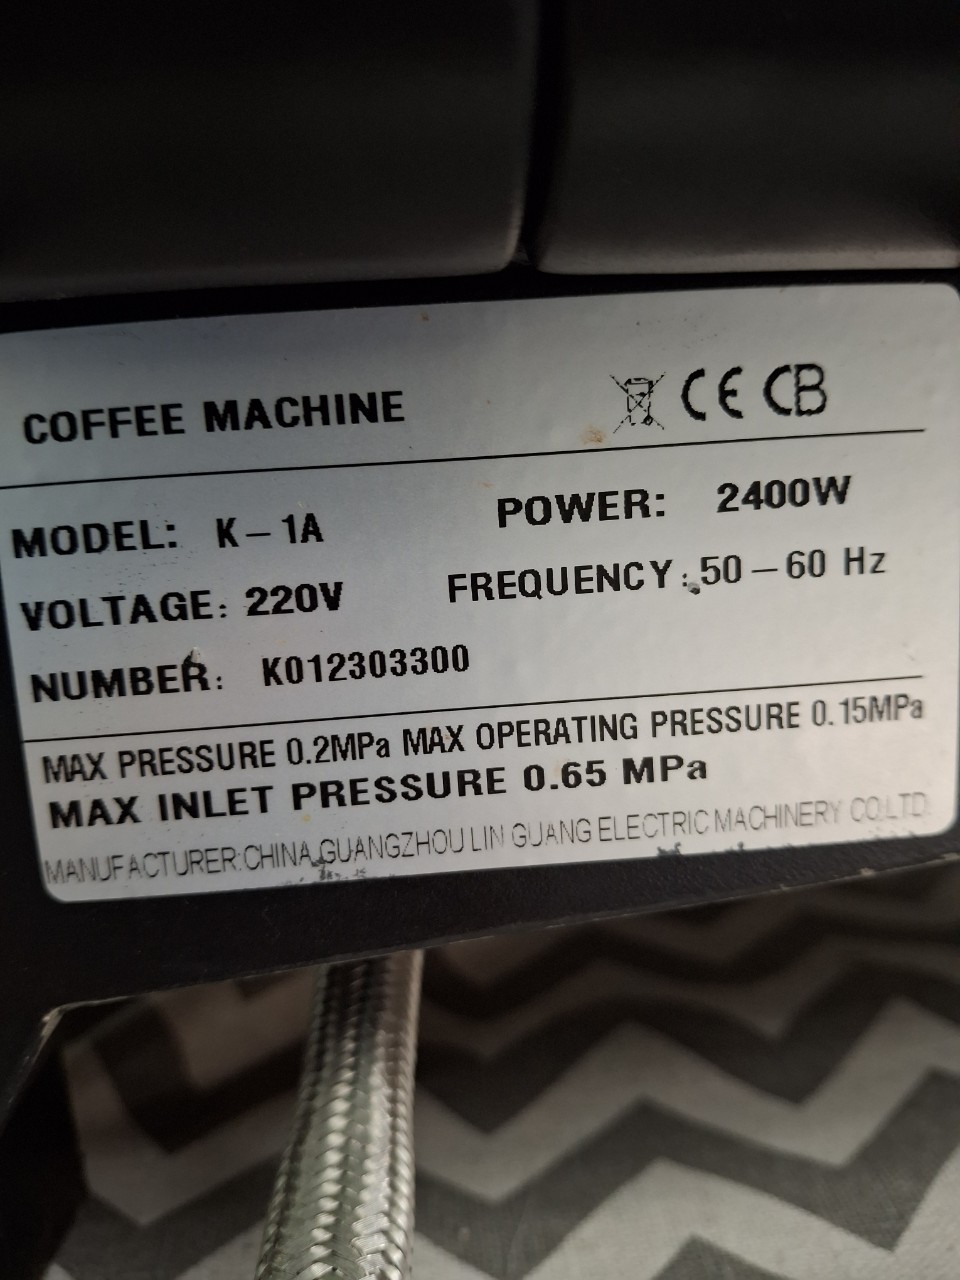 COFFEE MACHINE CE CB
MODEL: K-1A POWER: 2400W
VOLTAGE: 220V FREQUENCY: 50-60 Hz
NUMBER: K012303300
MAX PRESSURE 0.2MPa MAX OPERATING PRESSURE 0.15MPa
MAX INLET PRESSURE 0.65 MPa
MANUFACTURER:CHINA GUANGZHOU LIN GUANG ELECTRIC MACHINERY CO.LTD.